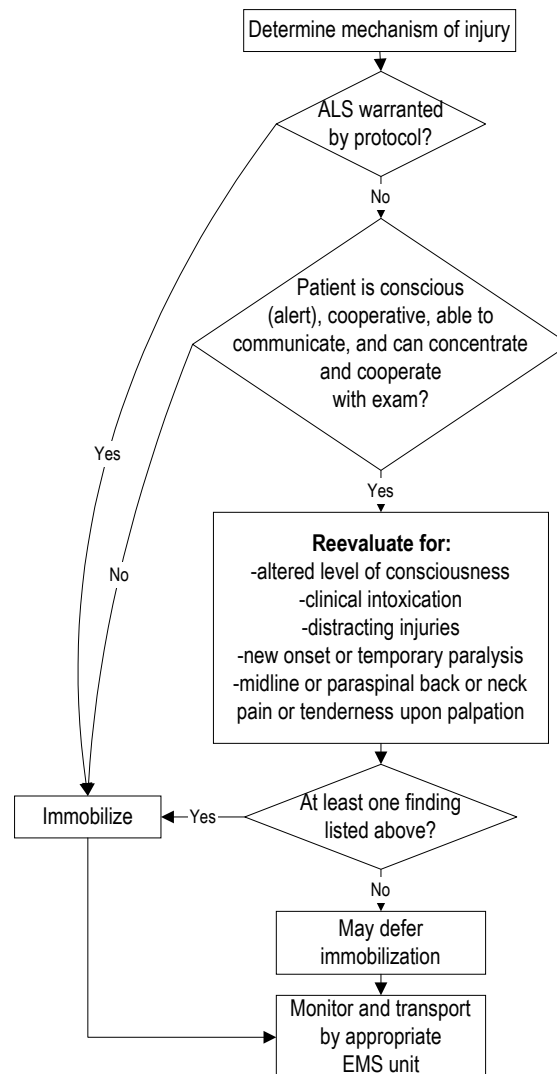 Determine mechanism of injury
ALS warranted
by protocol?
No
Patient is conscious
(alert), cooperative, able to
communicate, and can concentrate
and cooperate
with exam?
Yes
No
Yes
Reevaluate for:
-altered level of consciousness
-clinical intoxication
-distracting injuries
-new onset or temporary paralysis
-midline or paraspinal back or neck
pain or tenderness upon palpation
At least one finding
listed above?
Yes
Immobilize
No
May defer
immobilization
Monitor and transport
by appropriate
EMS unit